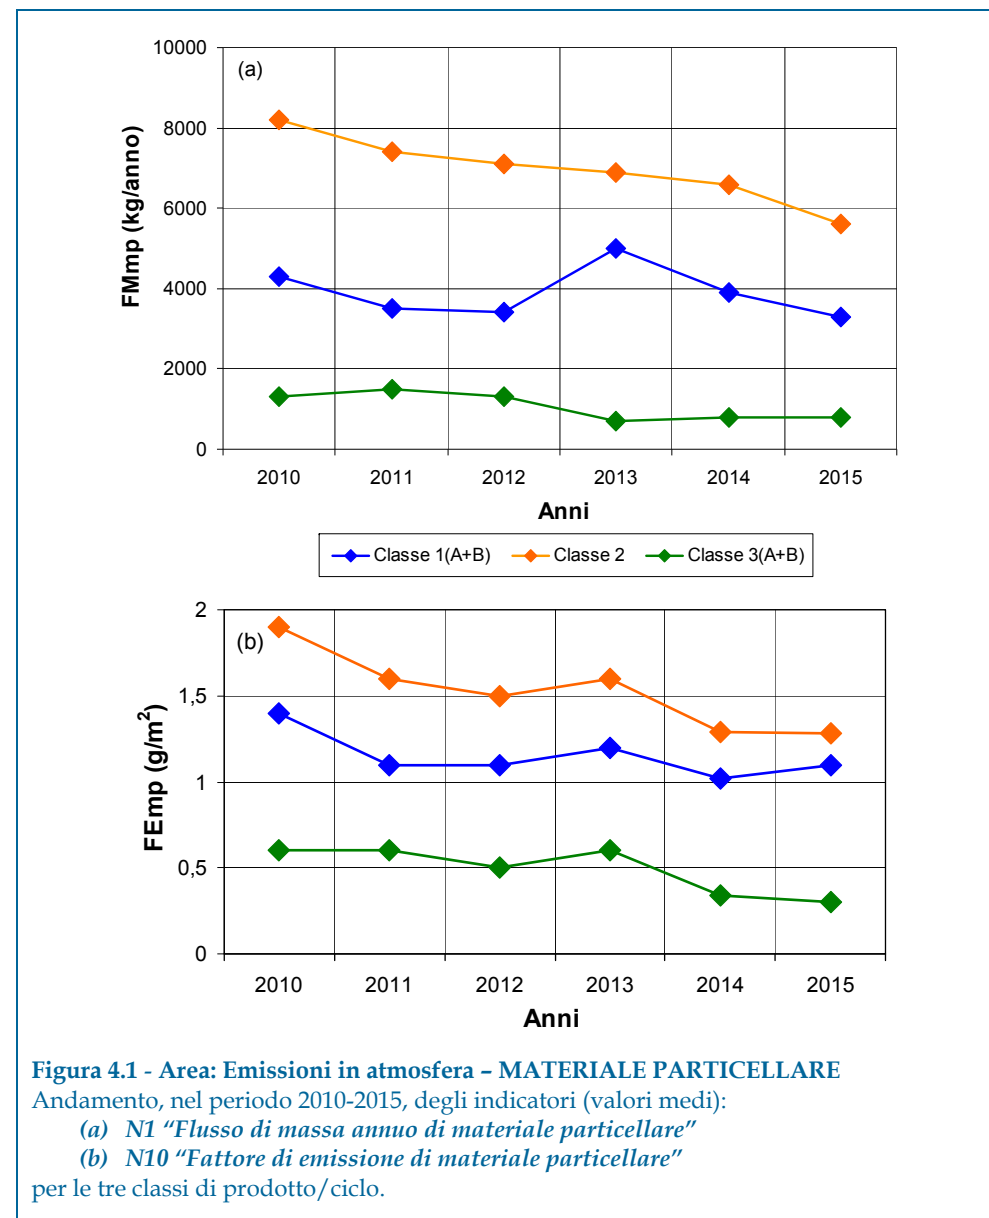 10000
(a)
8000
6000
4000
2000
0
FMmp (kg/anno)
2010 2011 2012 2013 2014 2015
Anni
Classe 1(A+B) Classe 2 Classe 3(A+B)
2
(b)
1,5
1
0,5
0
FEmp (g/m²)
2010 2011 2012 2013 2014 2015
Anni
Figura 4.1 - Area: Emissioni in atmosfera – MATERIALE PARTICELLARE
Andamento, nel periodo 2010-2015, degli indicatori (valori medi):
(a) N1 “Flusso di massa annuo di materiale particellare”
(b) N10 “Fattore di emissione di materiale particellare”
per le tre classi di prodotto/ciclo.